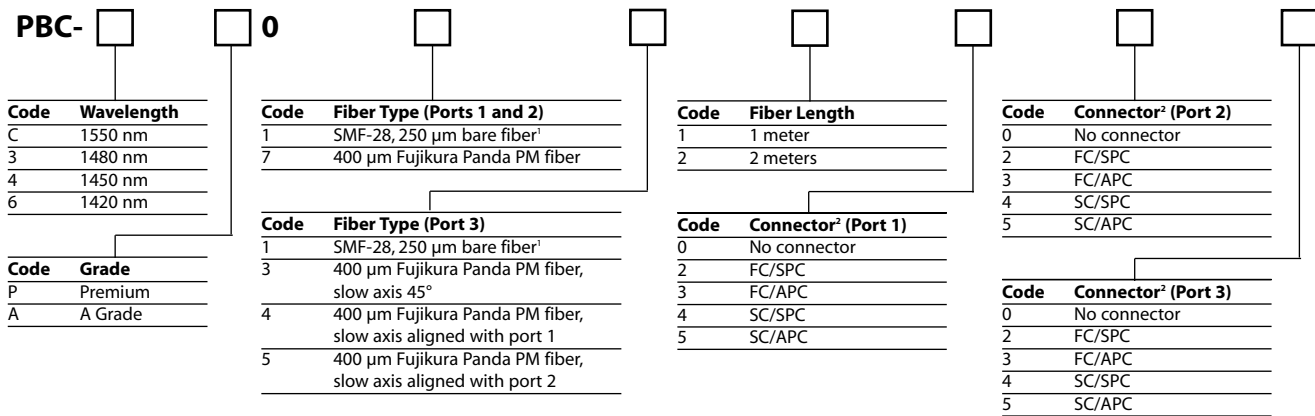 PBC- 0
Code Wavelength
C 1550 nm
3 1480 nm
4 1450 nm
6 1420 nm
Code Grade
P Premium
A A Grade
Code Fiber Type (Ports 1 and 2)
1 SMF-28, 250 µm bare fiber¹
7 400 µm Fujikura Panda PM fiber
Code Fiber Type (Port 3)
1 SMF-28, 250 µm bare fiber¹
3 400 µm Fujikura Panda PM fiber,
slow axis 45°
4 400 µm Fujikura Panda PM fiber,
slow axis aligned with port 1
5 400 µm Fujikura Panda PM fiber,
slow axis aligned with port 2
Code Fiber Length
1 1 meter
2 2 meters
Code Connector² (Port 1)
0 No connector
2 FC/SPC
3 FC/APC
4 SC/SPC
5 SC/APC
Code Connector² (Port 2)
0 No connector
2 FC/SPC
3 FC/APC
4 SC/SPC
5 SC/APC
Code Connector² (Port 3)
0 No connector
2 FC/SPC
3 FC/APC
4 SC/SPC
5 SC/APC